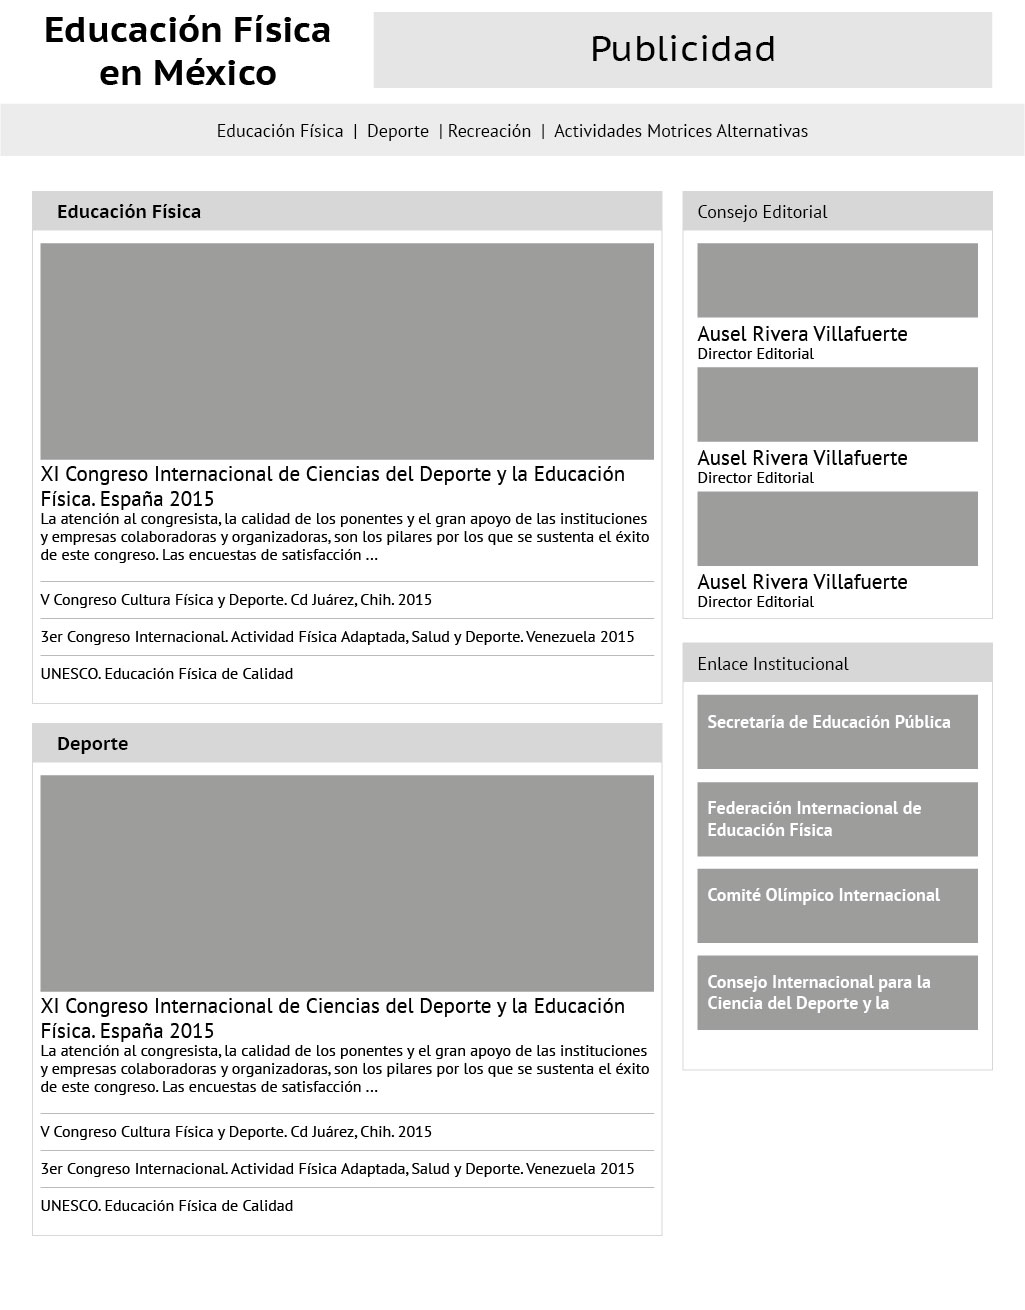 Educación Física
en México
Publicidad
Educación Física | Deporte | Recreación | Actividades Motrices Alternativas
Educación Física
XI Congreso Internacional de Ciencias del Deporte y la Educación
Física. España 2015
La atención al congresista, la calidad de los ponentes y el gran apoyo de las instituciones
y empresas colaboradoras y organizadoras, son los pilares por los que se sustenta el éxito
de este congreso. Las encuestas de satisfacción ...
V Congreso Cultura Física y Deporte. Cd Juárez, Chih. 2015
3er Congreso Internacional. Actividad Física Adaptada, Salud y Deporte. Venezuela 2015
UNESCO. Educación Física de Calidad
Deporte
XI Congreso Internacional de Ciencias del Deporte y la Educación
Física. España 2015
La atención al congresista, la calidad de los ponentes y el gran apoyo de las instituciones
y empresas colaboradoras y organizadoras, son los pilares por los que se sustenta el éxito
de este congreso. Las encuestas de satisfacción ...
V Congreso Cultura Física y Deporte. Cd Juárez, Chih. 2015
3er Congreso Internacional. Actividad Física Adaptada, Salud y Deporte. Venezuela 2015
UNESCO. Educación Física de Calidad
Consejo Editorial
Ausel Rivera Villafuerte
Director Editorial
Ausel Rivera Villafuerte
Director Editorial
Ausel Rivera Villafuerte
Director Editorial
Enlace Institucional
Secretaría de Educación Pública
Federación Internacional de
Educación Física
Comité Olímpico Internacional
Consejo Internacional para la
Ciencia del Deporte y la